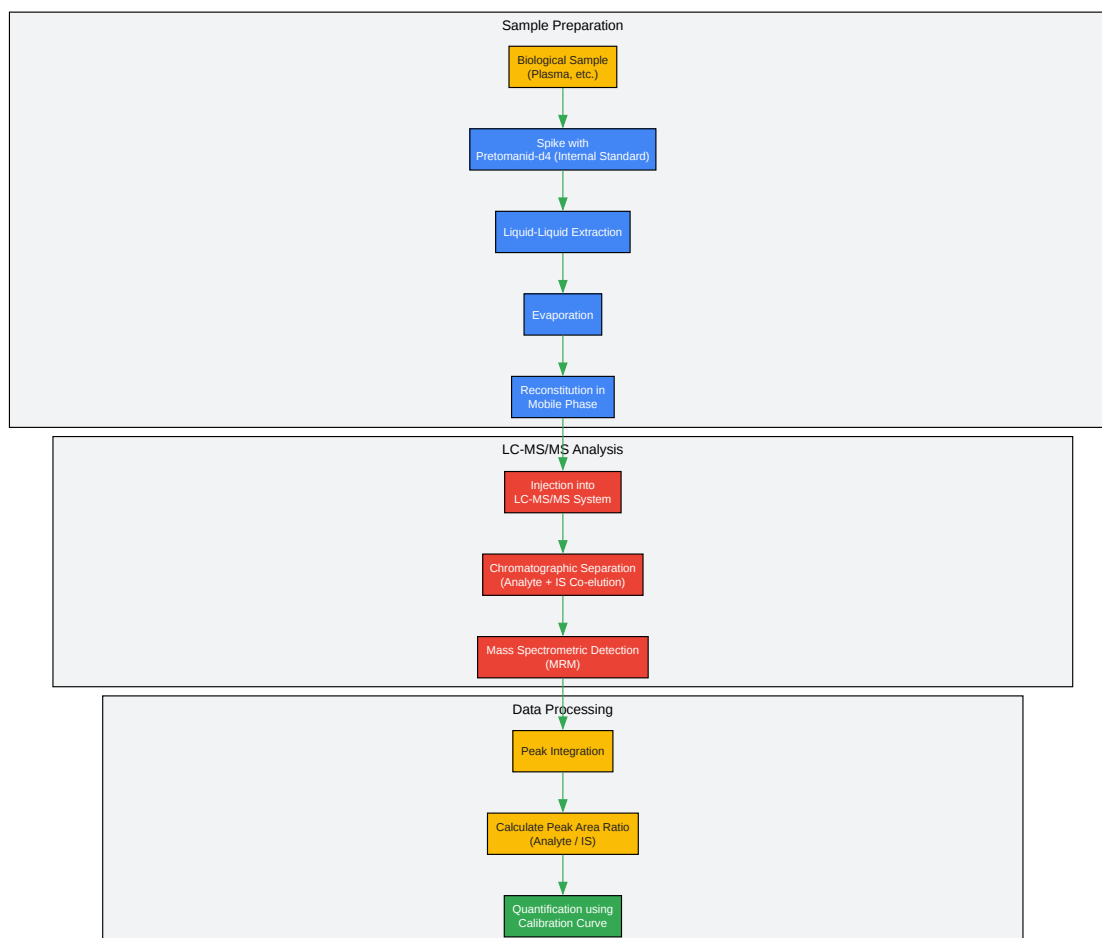 Sample Preparation
Biological Sample
(Plasma, etc.)
Spike with
Pretomanid-d4 (Internal Standard)
Liquid-Liquid Extraction
Evaporation
Reconstitution in
Mobile Phase
LC-MS/MS Analysis
Injection into
LC-MS/MS System
Chromatographic Separation
(Analyte + IS Co-elution)
Mass Spectrometric Detection
(MRM)
Data Processing
Peak Integration
Calculate Peak Area Ratio
(Analyte / IS)
Quantification using
Calibration Curve